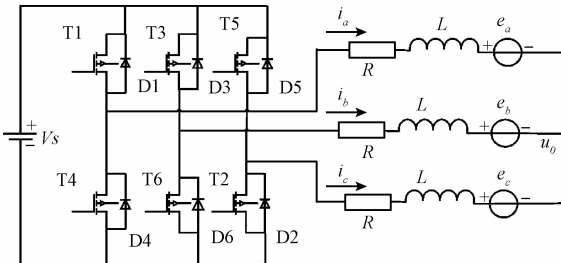 T1 T3 T5
D1 D3 D5
+ Vs −
T4 T6 T2
D4 D6 D2
i_a R L + e_a −
i_b R L + e_b −
u_0
i_c R L + e_c −